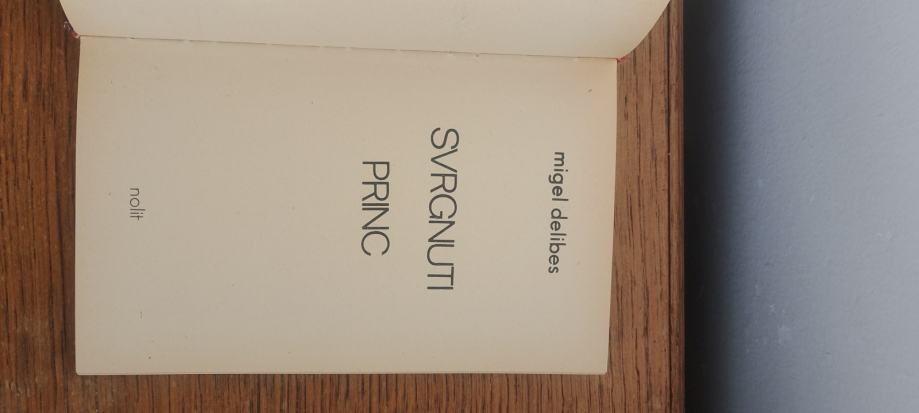 migel delibes
SVRGNUTI
PRINC
nolit